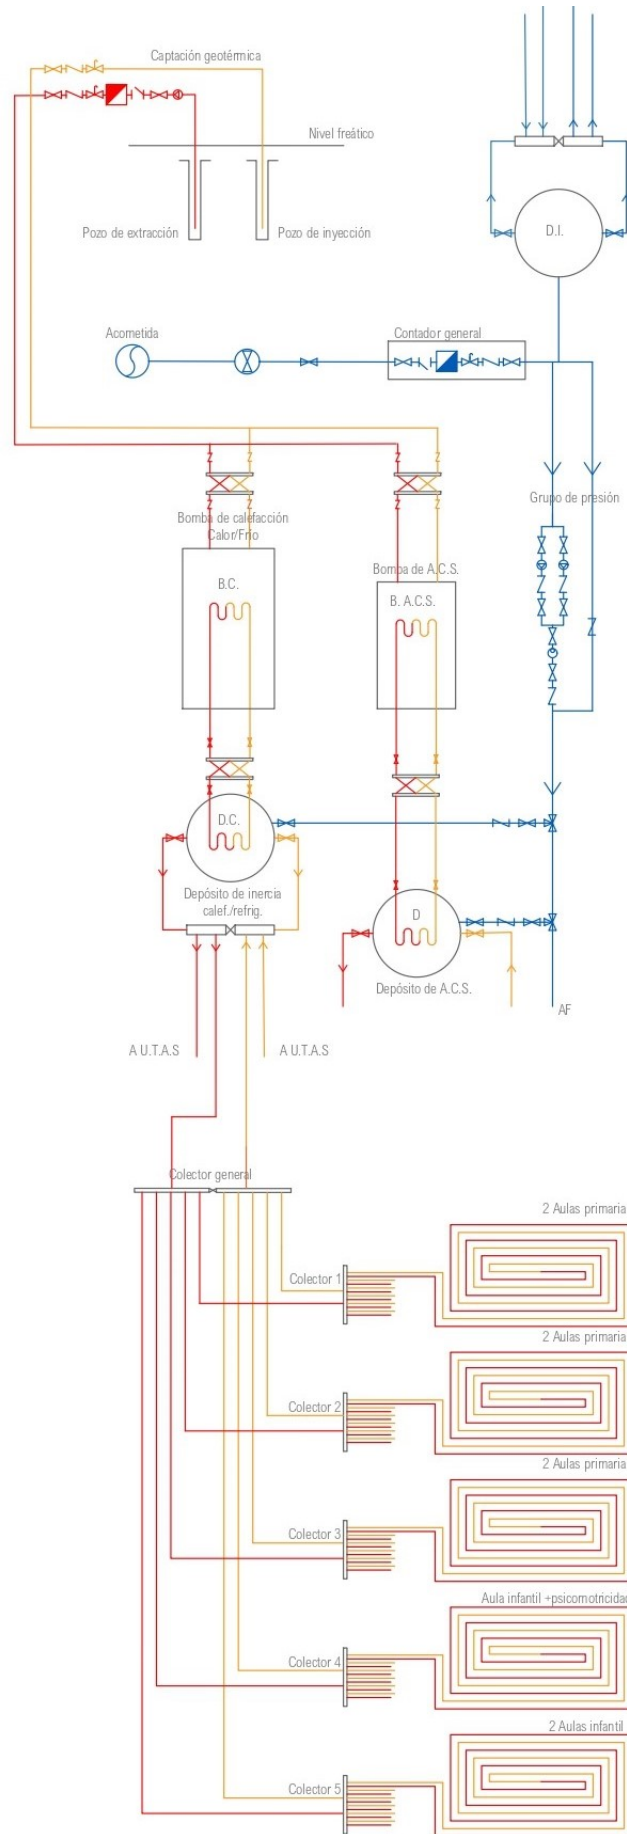 Captación geotérmica
Nivel freático
Pozo de extracción
Pozo de inyección
D.I.
Acometida
Contador general
Grupo de presión
Bomba de calefacción
Calor/Frío
Bomba de A.C.S.
B.C.
B. A.C.S.
D.C.
Depósito de inercia
calef./refrig.
D
Depósito de A.C.S.
AF
A U.T.A.S
A U.T.A.S
Colector general
2 Aulas primaria
Colector 1
2 Aulas primaria
Colector 2
2 Aulas primaria
Colector 3
Aula infantil +psicomotricidad
Colector 4
2 Aulas infantil
Colector 5